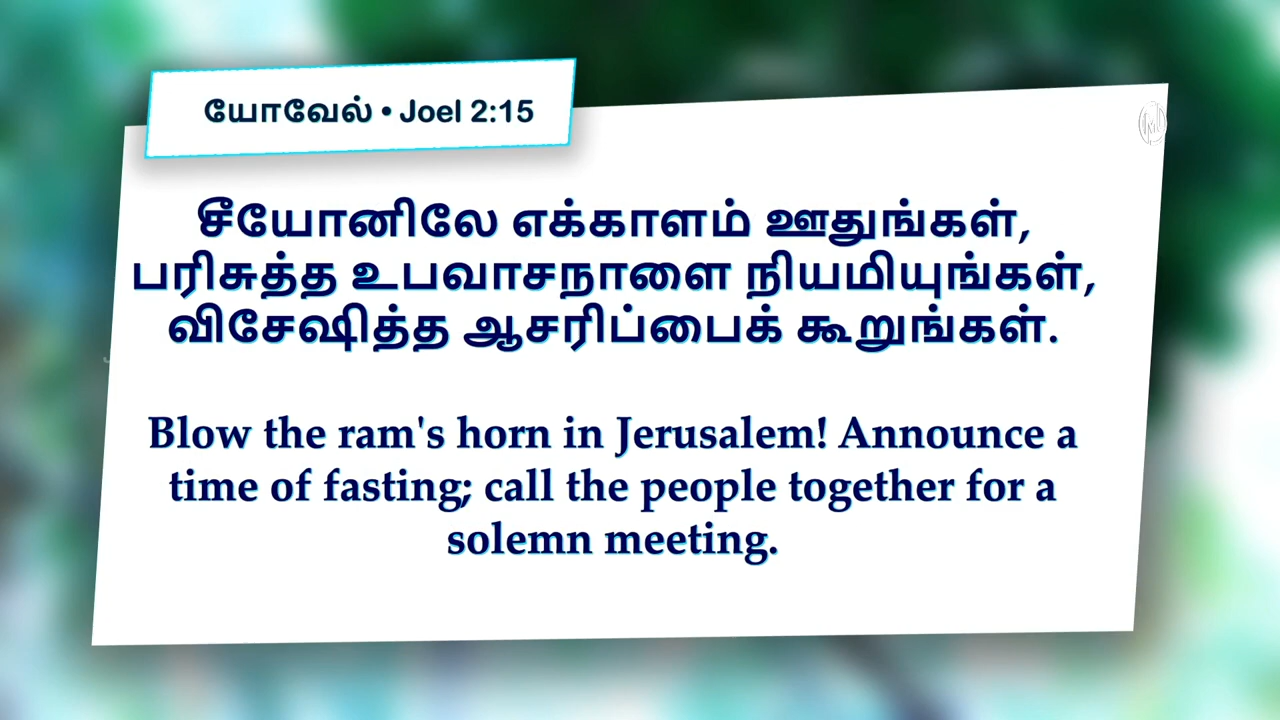 யோவேல் • Joel 2:15
சீயோனிலே எக்காளம் ஊதுங்கள்,
பரிசுத்த உபவாசநாளை நியமியுங்கள்,
விசேஷித்த ஆசரிப்பைக் கூறுங்கள்.
Blow the ram's horn in Jerusalem! Announce a
time of fasting; call the people together for a
solemn meeting.